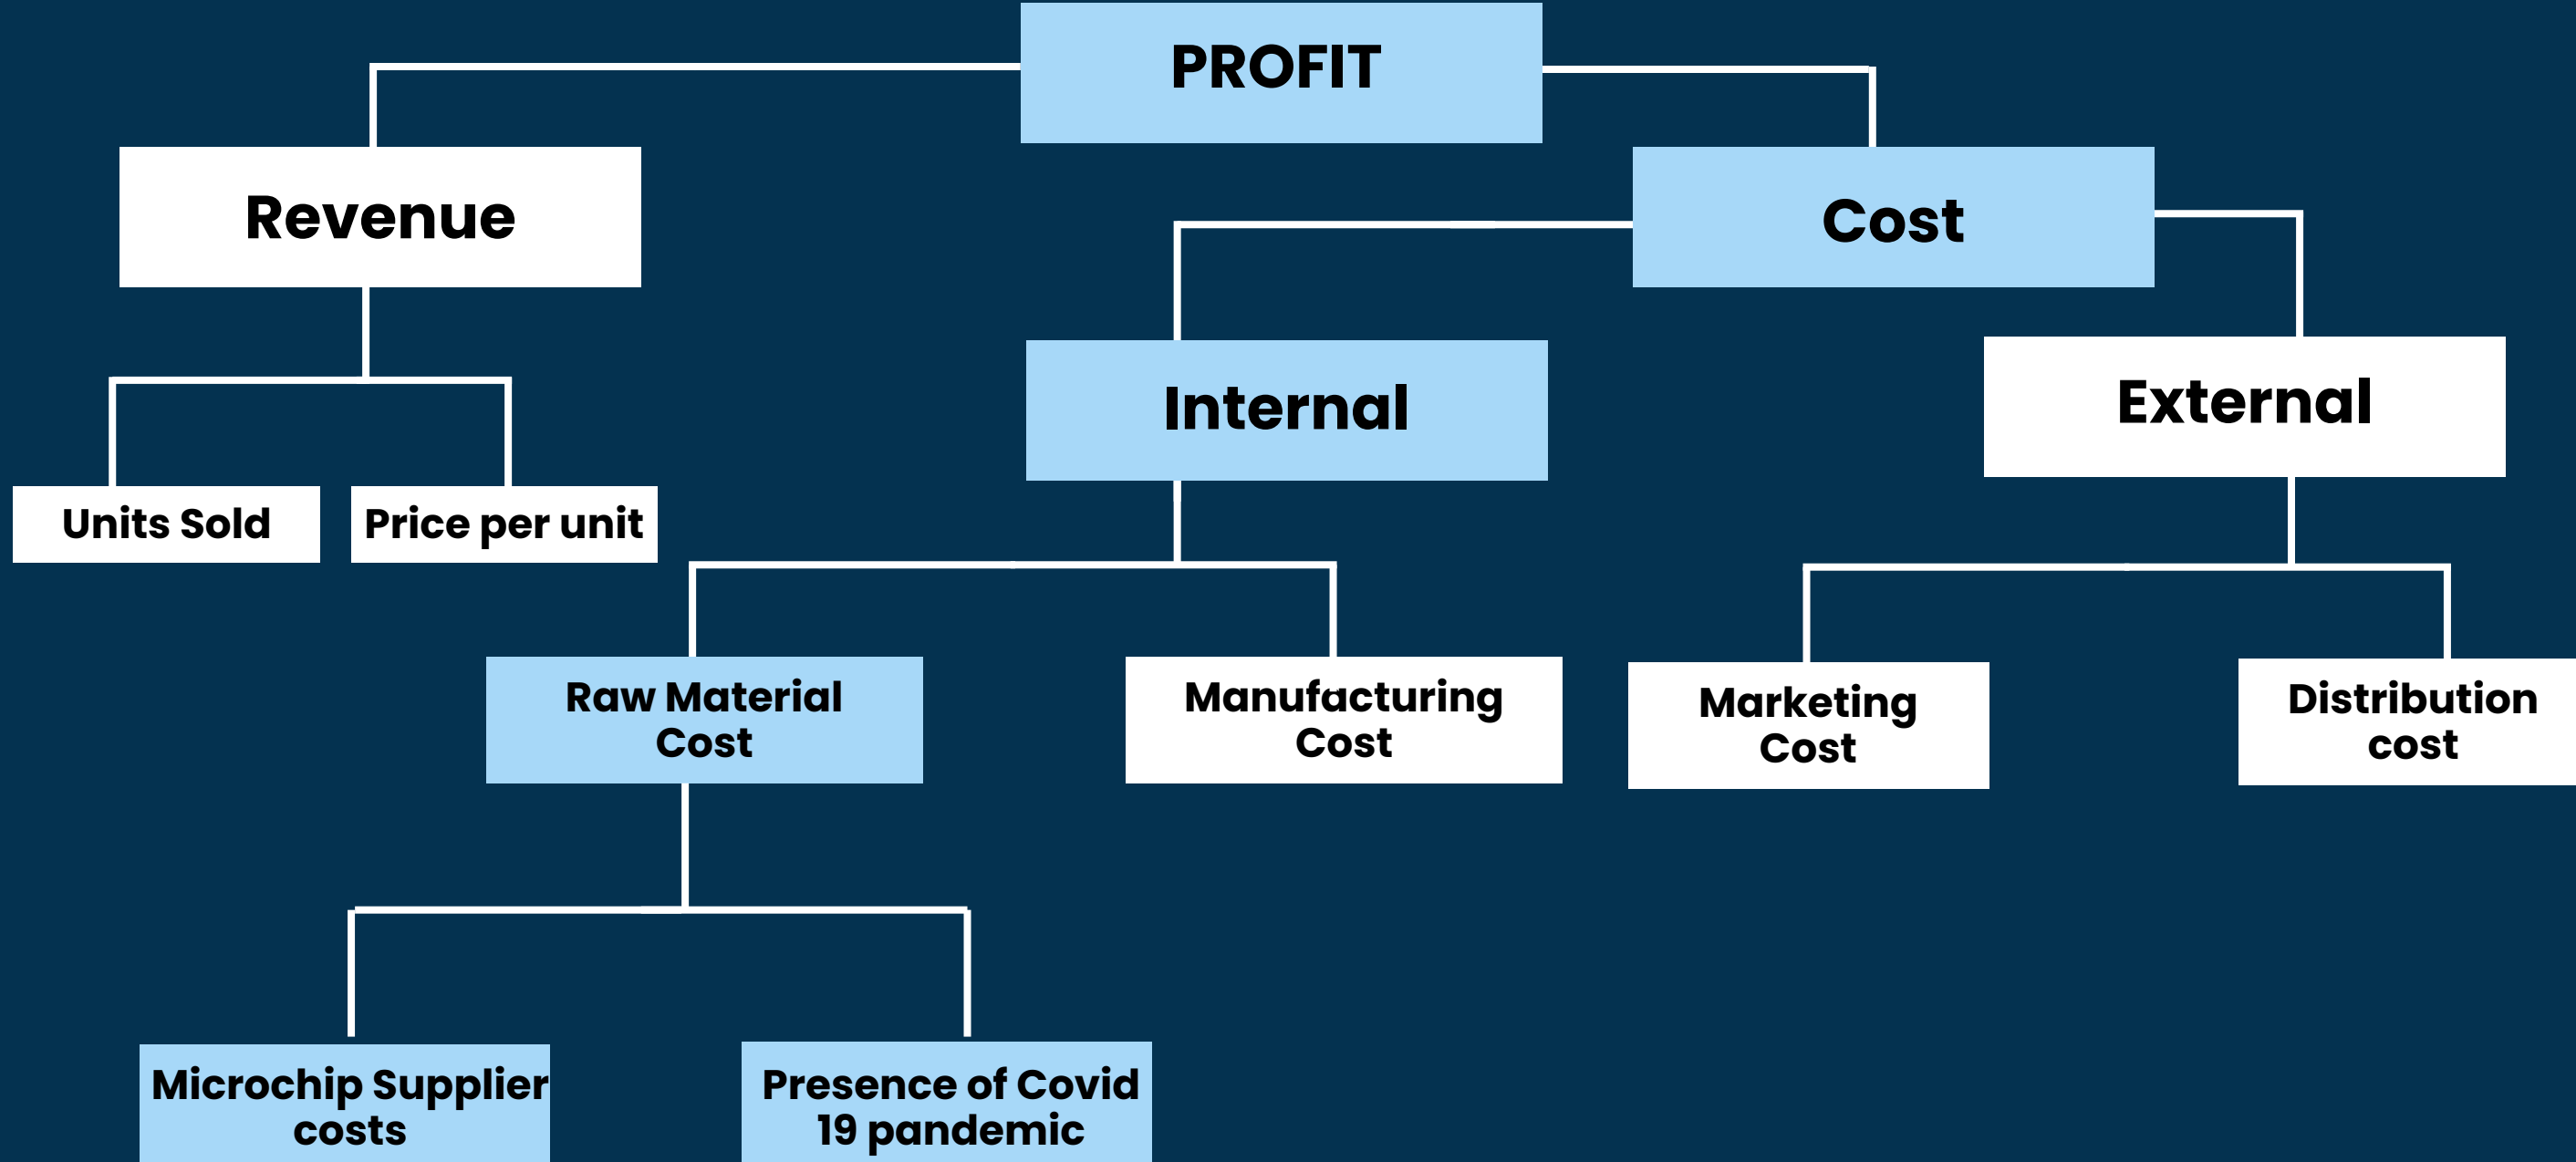 PROFIT
Revenue
Cost
Internal
External
Units Sold
Price per unit
Raw Material
Cost
Manufacturing
Cost
Marketing
Cost
Distribution
cost
Microchip Supplier
costs
Presence of Covid
19 pandemic